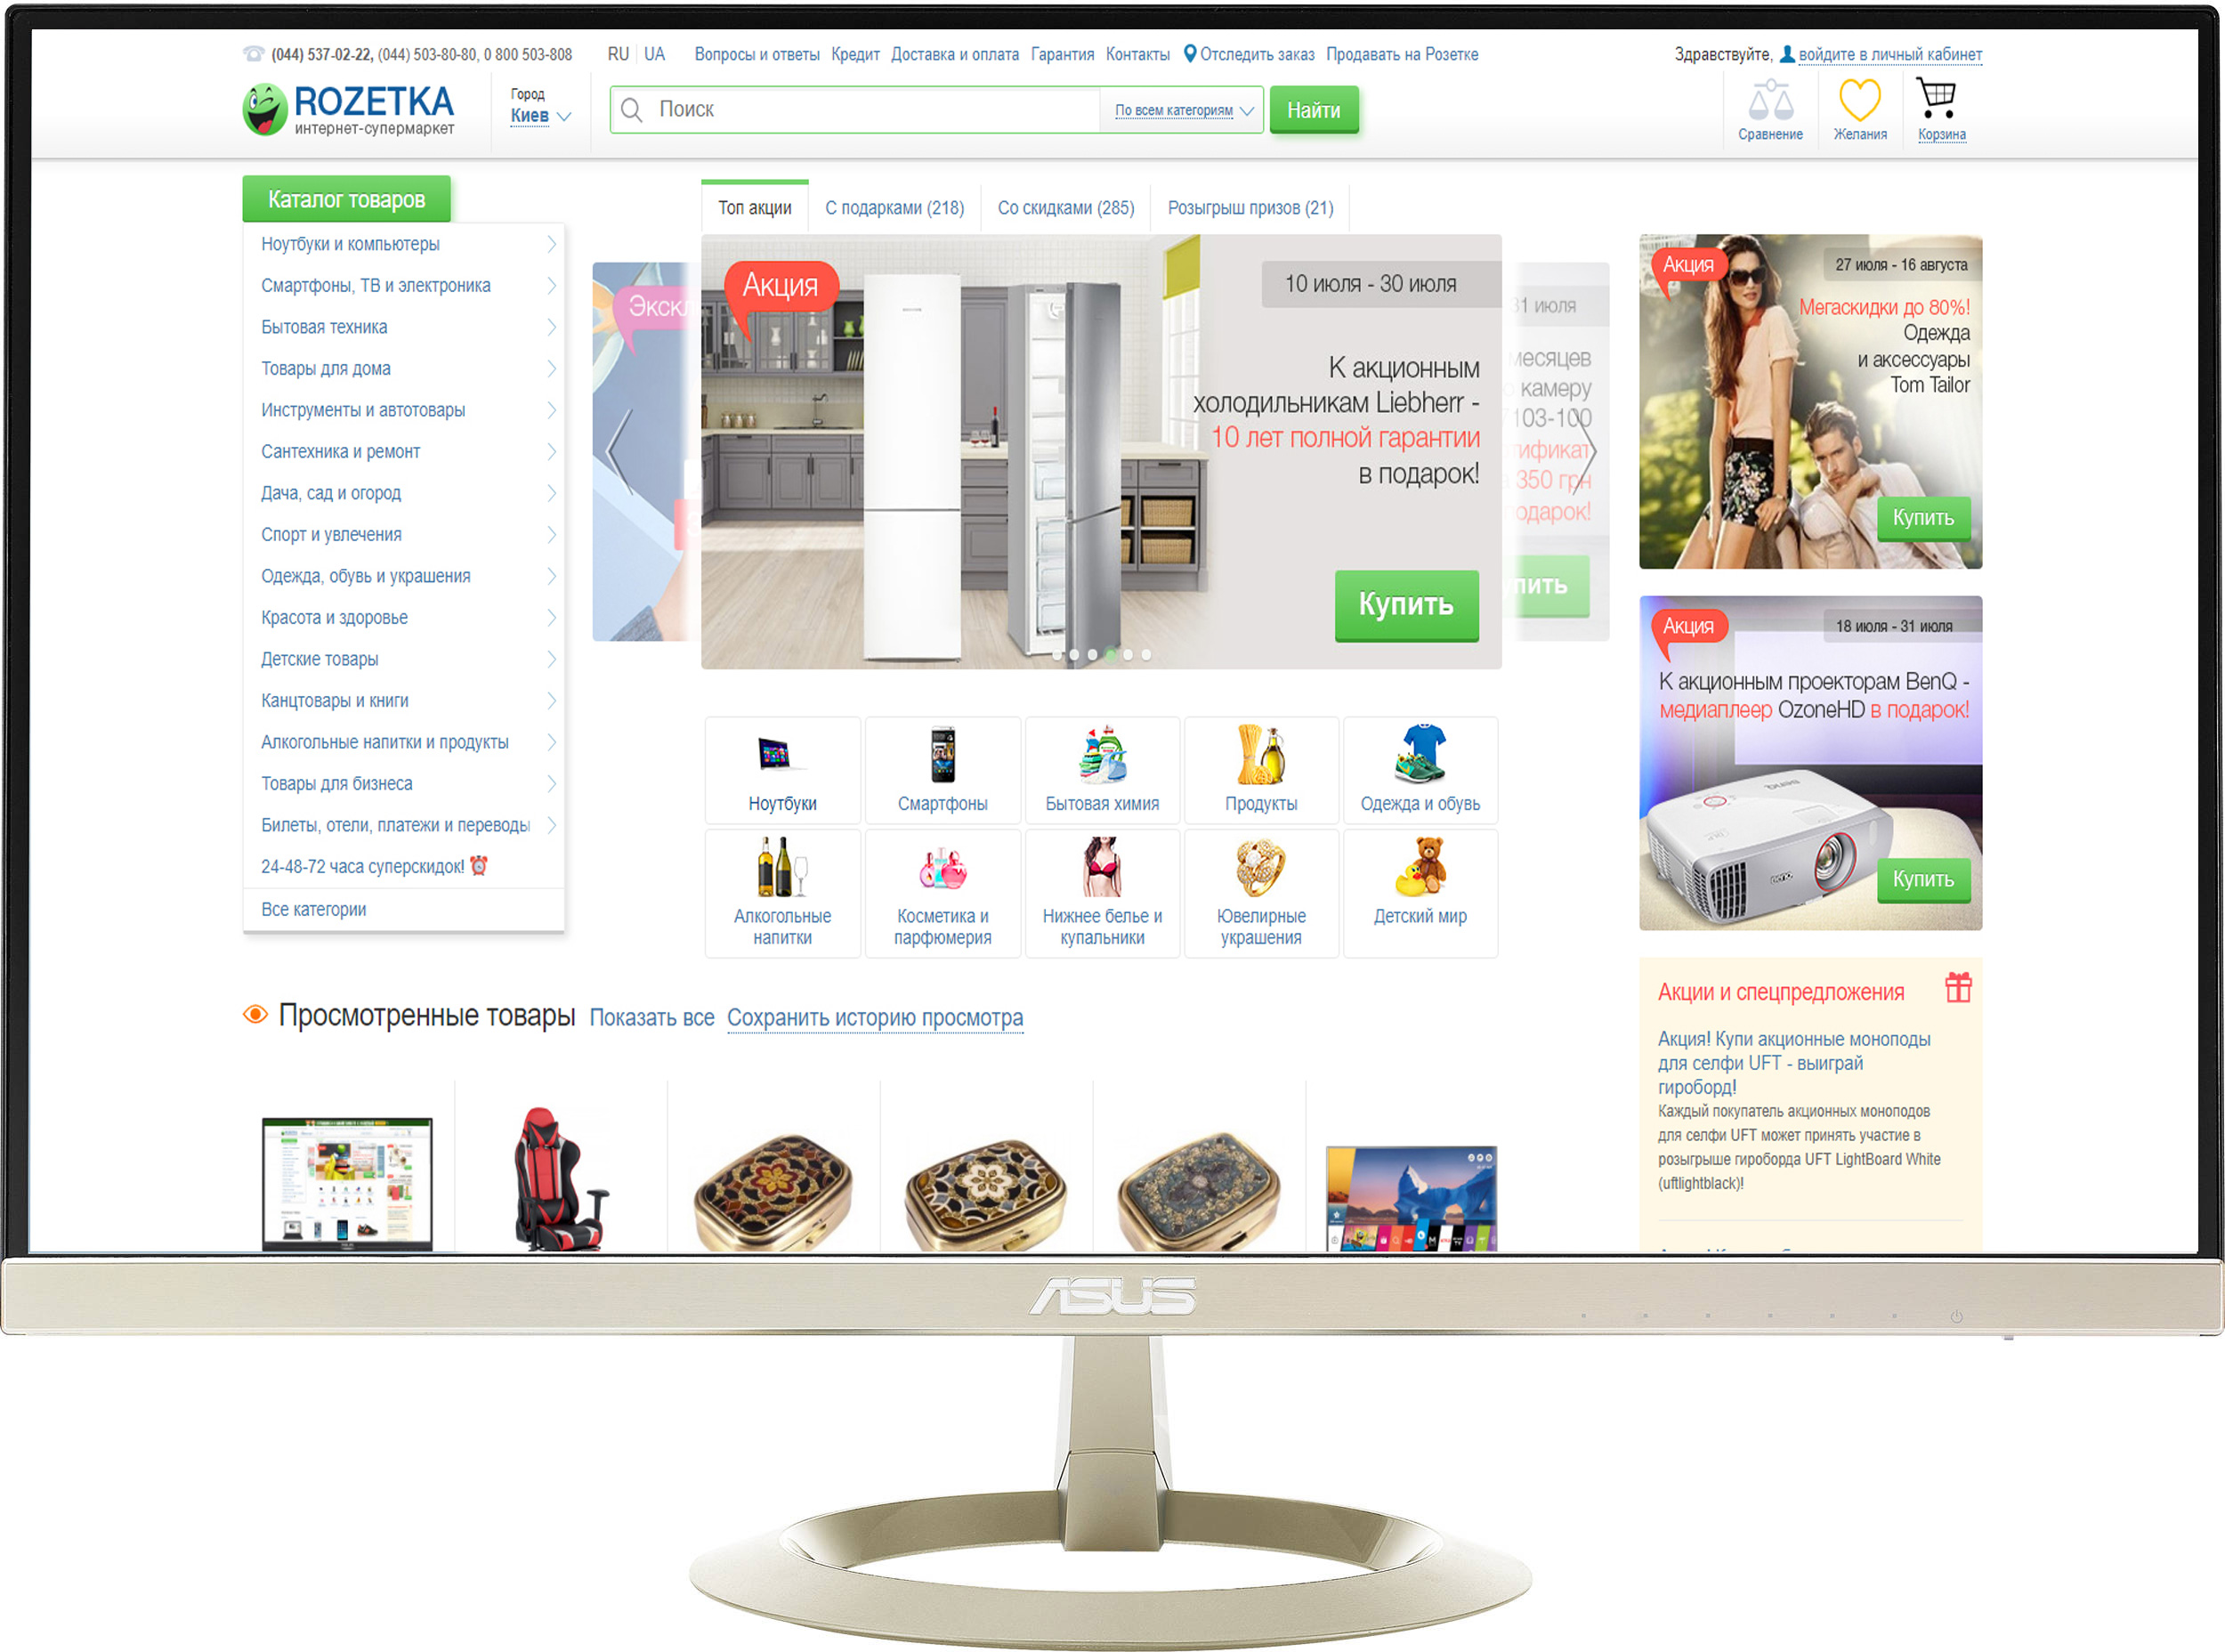 (044) 537-02-22, (044) 503-80-80, 0 800 503-808
RU UA
Вопросы и ответы Кредит Доставка и оплата Гарантия Контакты Отследить заказ Продавать на Розетке
Здравствуйте, войдите в личный кабинет
ROZETKA
интернет-супермаркет
Город
Киев
Поиск
По всем категориям
Найти
Сравнение
Желания
Корзина
Каталог товаров
Ноутбуки и компьютеры
Смартфоны, ТВ и электроника
Бытовая техника
Товары для дома
Инструменты и автотовары
Сантехника и ремонт
Дача, сад и огород
Спорт и увлечения
Одежда, обувь и украшения
Красота и здоровье
Детские товары
Канцтовары и книги
Алкогольные напитки и продукты
Товары для бизнеса
Билеты, отели, платежи и переводы
24-48-72 часа суперскидок!
Все категории
Топ акции
С подарками (218)
Со скидками (285)
Розыгрыш призов (21)
Акция
10 июля - 30 июля
К акционным
холодильникам Liebherr -
10 лет полной гарантии
в подарок!
Купить
31 июля
месяцев
камеру
7103-100
350 грн
Ноутбуки
Смартфоны
Бытовая химия
Продукты
Одежда и обувь
Алкогольные
напитки
Косметика и
парфюмерия
Нижнее белье и
купальники
Ювелирные
украшения
Детский мир
Акция
27 июля - 16 августа
Мегаскидки до 80%!
Одежда
и аксессуары
Tom Tailor
Купить
Акция
18 июля - 31 июля
К акционным проекторам BenQ -
медиаплеер OzoneHD в подарок!
BenQ
BenQ
Купить
Акции и спецпредложения
Акция! Купи акционные моноподы
для селфи UFT - выиграй
гироборд!
Каждый покупатель акционных моноподов
для селфи UFT может принять участие в
розыгрыше гироборда UFT LightBoard White
(uftlightblack)!
Просмотренные товары Показать все Сохранить историю просмотра
ASUS